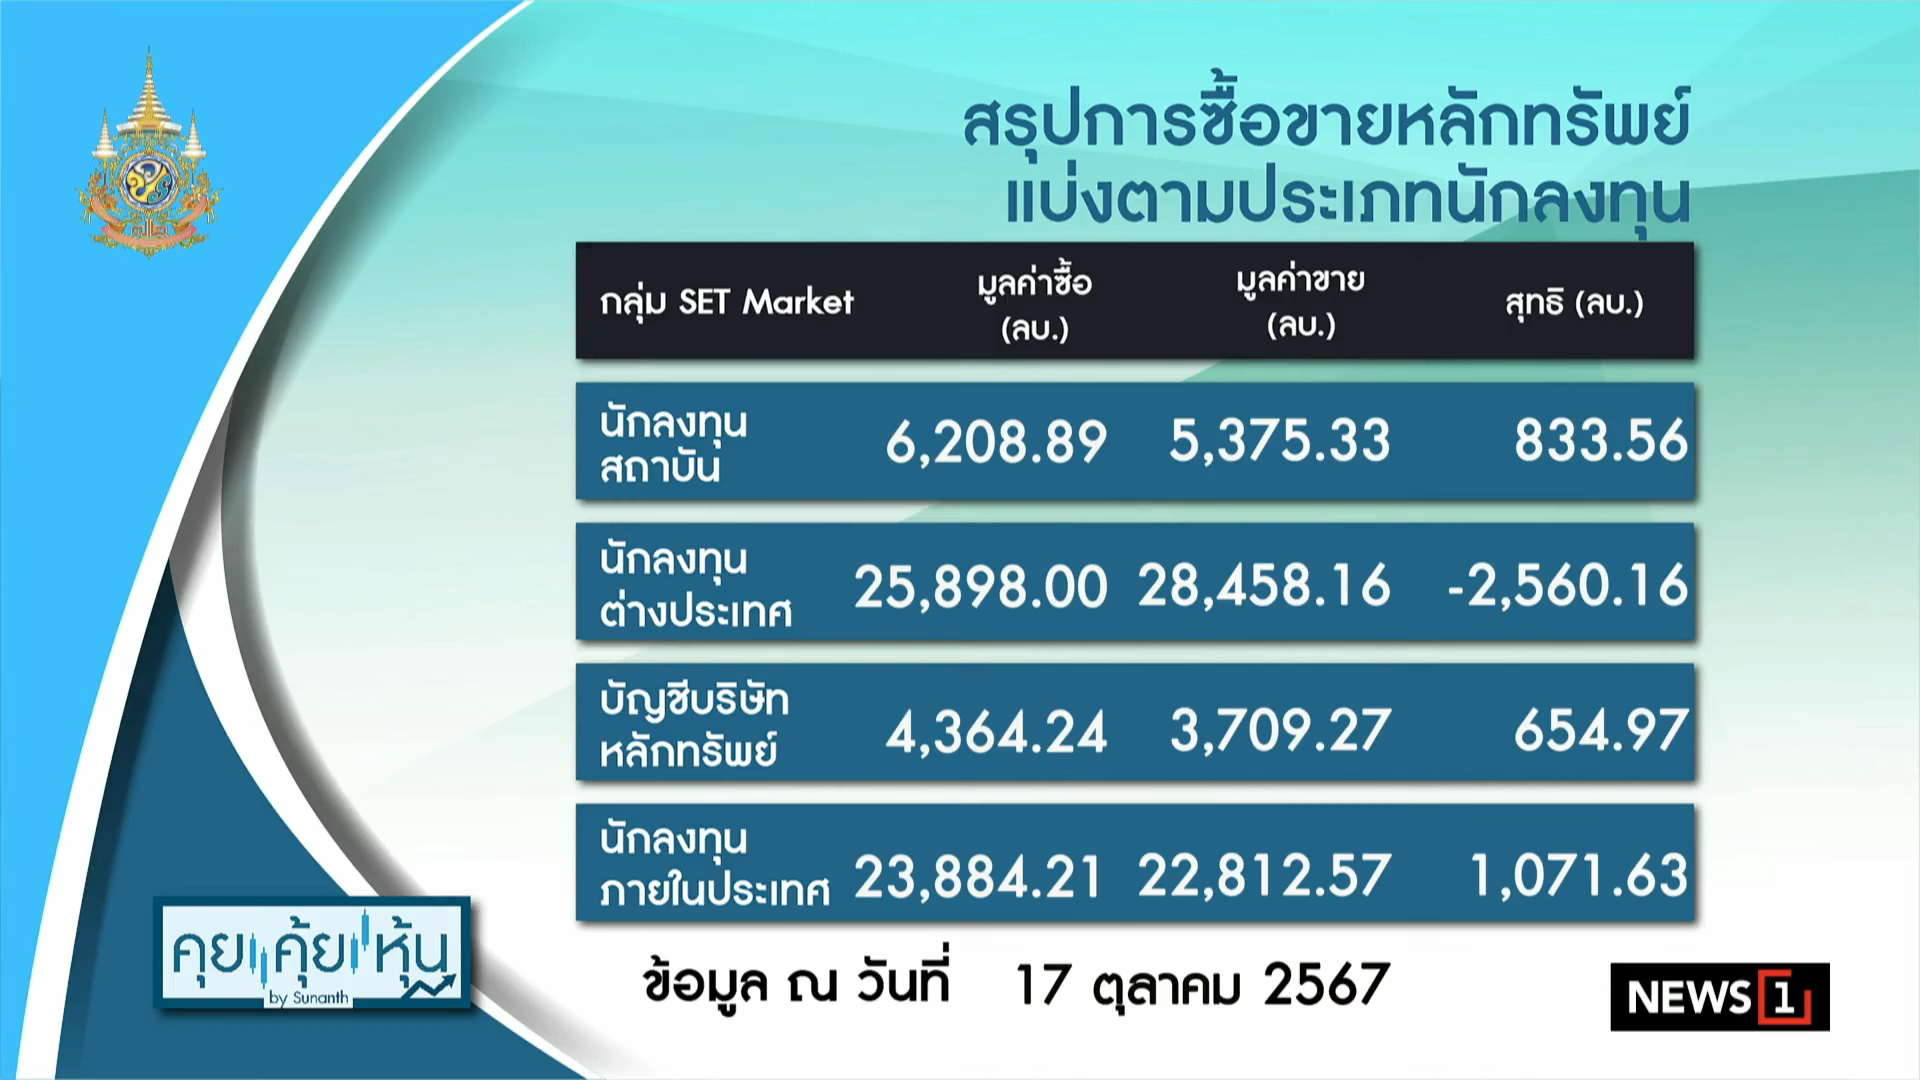 สรุปการซื้อขายหลักทรัพย์
แบ่งตามประเภทนักลงทุน
กลุ่ม SET Market มูลค่าซื้อ (ลบ.) มูลค่าขาย (ลบ.) สุทธิ (ลบ.)
นักลงทุน
สถาบัน 6,208.89 5,375.33 833.56
นักลงทุน
ต่างประเทศ 25,898.00 28,458.16 -2,560.16
บัญชีบริษัท
หลักทรัพย์ 4,364.24 3,709.27 654.97
นักลงทุน
ภายในประเทศ 23,884.21 22,812.57 1,071.63
ข้อมูล ณ วันที่ 17 ตุลาคม 2567
คุย คุ้ย หุ้น
by Sunanth
NEWS 1